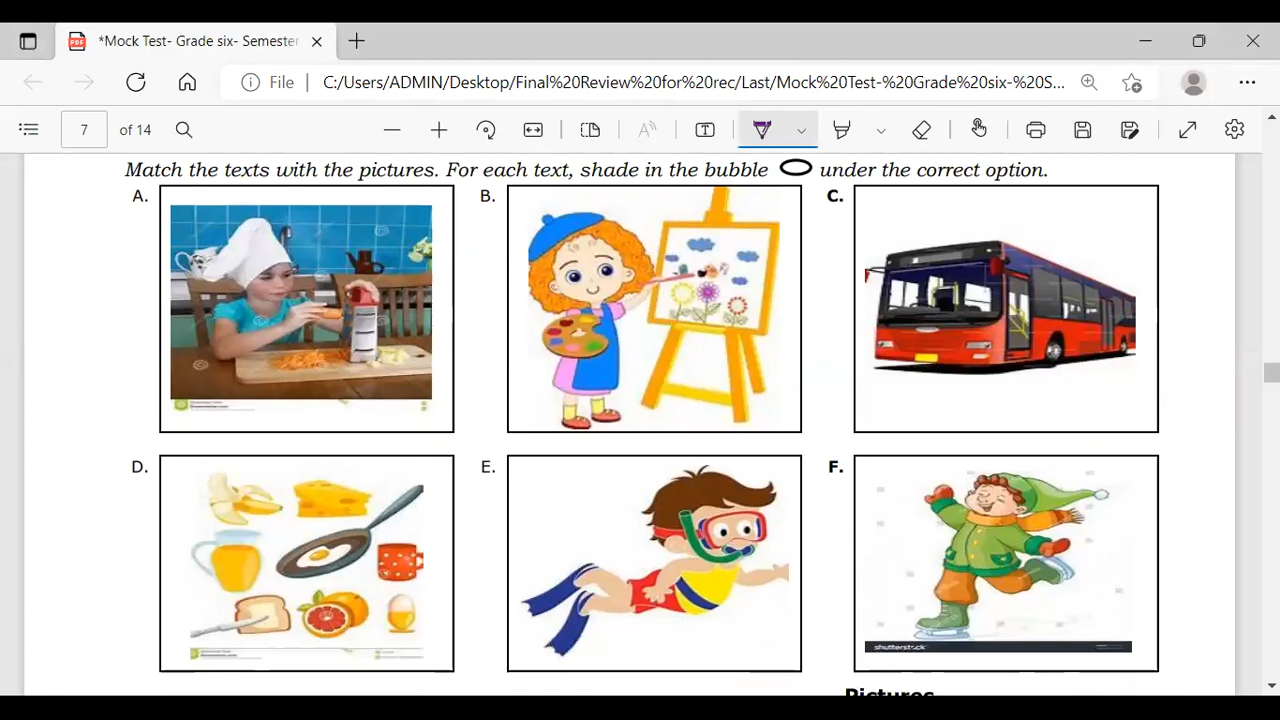 *Mock Test- Grade six- Semester
File
C:/Users/ADMIN/Desktop/Final%20Review%20for%20rec/Last/Mock%20Test-%20Grade%20six-%20S...
7 of 14
Match the texts with the pictures. For each text, shade in the bubble under the correct option.
A.
B.
C.
D.
E.
F.
shutterstock
Pictures